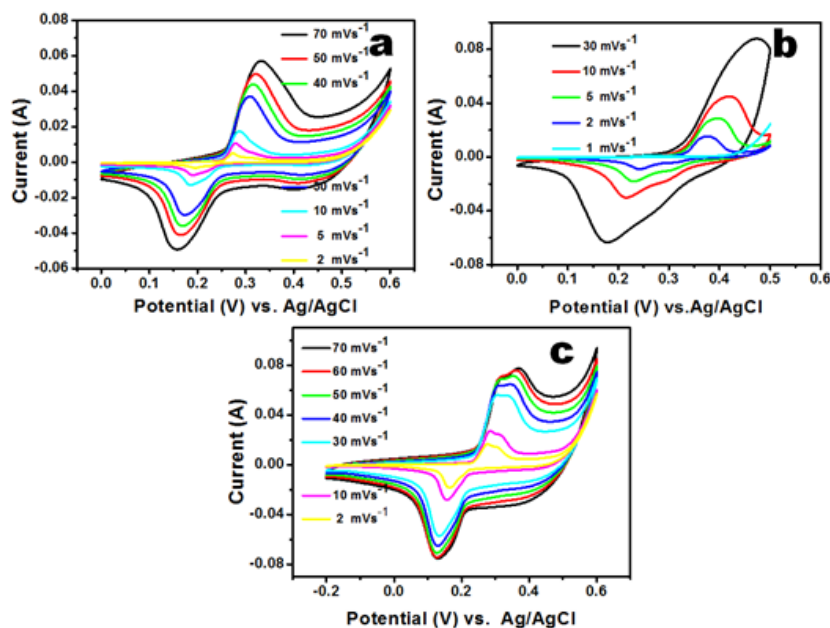 a
70 mVs-1
50 mVs-1
40 mVs-1
30 mVs-1
10 mVs-1
5 mVs-1
2 mVs-1
0.06
0.04
0.02
0.00
-0.02
-0.04
-0.06
Current (A)
0.0 0.1 0.2 0.3 0.4 0.5 0.6
Potential (V) vs. Ag/AgCl
b
30 mVs-1
10 mVs-1
5 mVs-1
2 mVs-1
1 mVs-1
0.08
0.04
0.00
-0.04
-0.08
Current (A)
0.0 0.1 0.2 0.3 0.4 0.5 0.6
Potential (V) vs.Ag/AgCl
c
70 mVs-1
60 mVs-1
50 mVs-1
40 mVs-1
30 mVs-1
10 mVs-1
2 mVs-1
0.08
0.04
0.00
-0.04
-0.08
Current (A)
-0.2 0.0 0.2 0.4 0.6
Potential (V) vs. Ag/AgCl